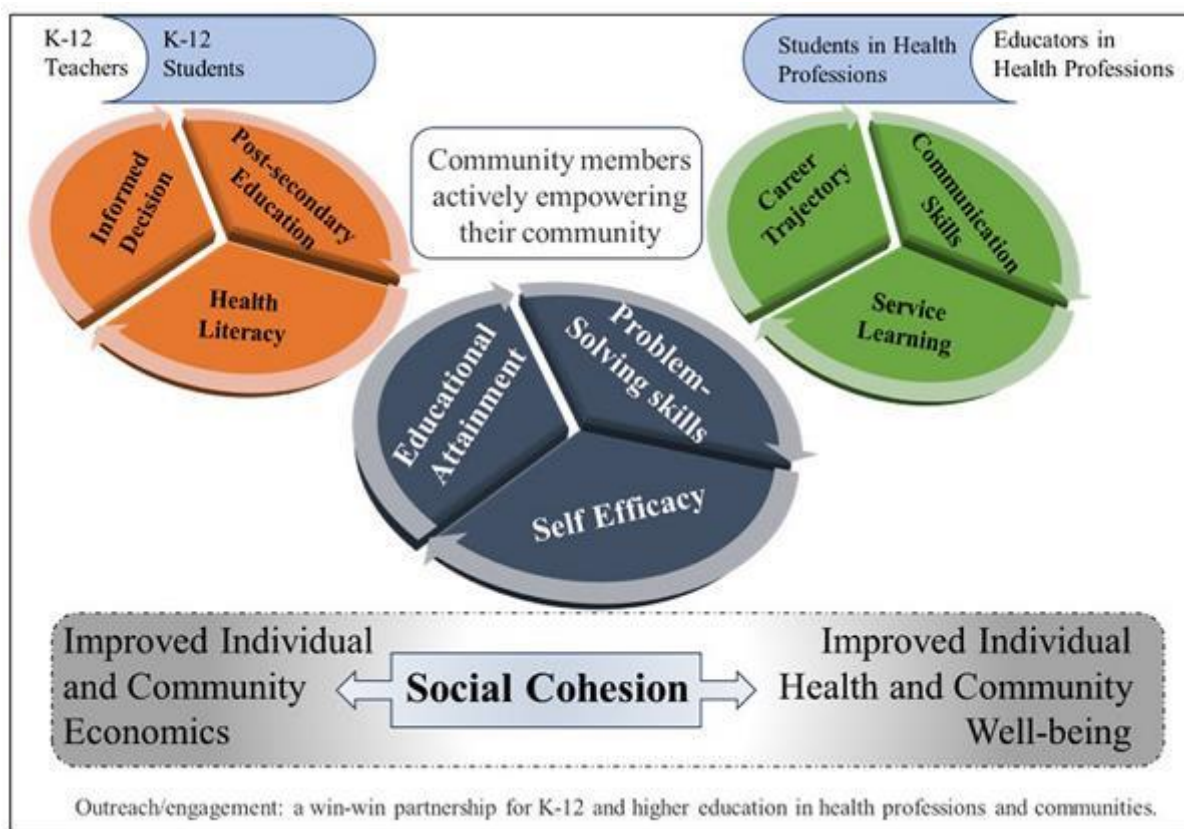 K-12
Teachers
K-12
Students
Students in Health
Professions
Educators in
Health Professions
Informed
Decision
Post-secondary
Education
Health
Literacy
Community members
actively empowering
their community
Career
Trajectory
Communication
Skills
Service
Learning
Educational
Attainment
Problem-
Solving skills
Self Efficacy
Improved Individual
and Community
Economics
Social Cohesion
Improved Individual
Health and Community
Well-being
Outreach/engagement: a win-win partnership for K-12 and higher education in health professions and communities.